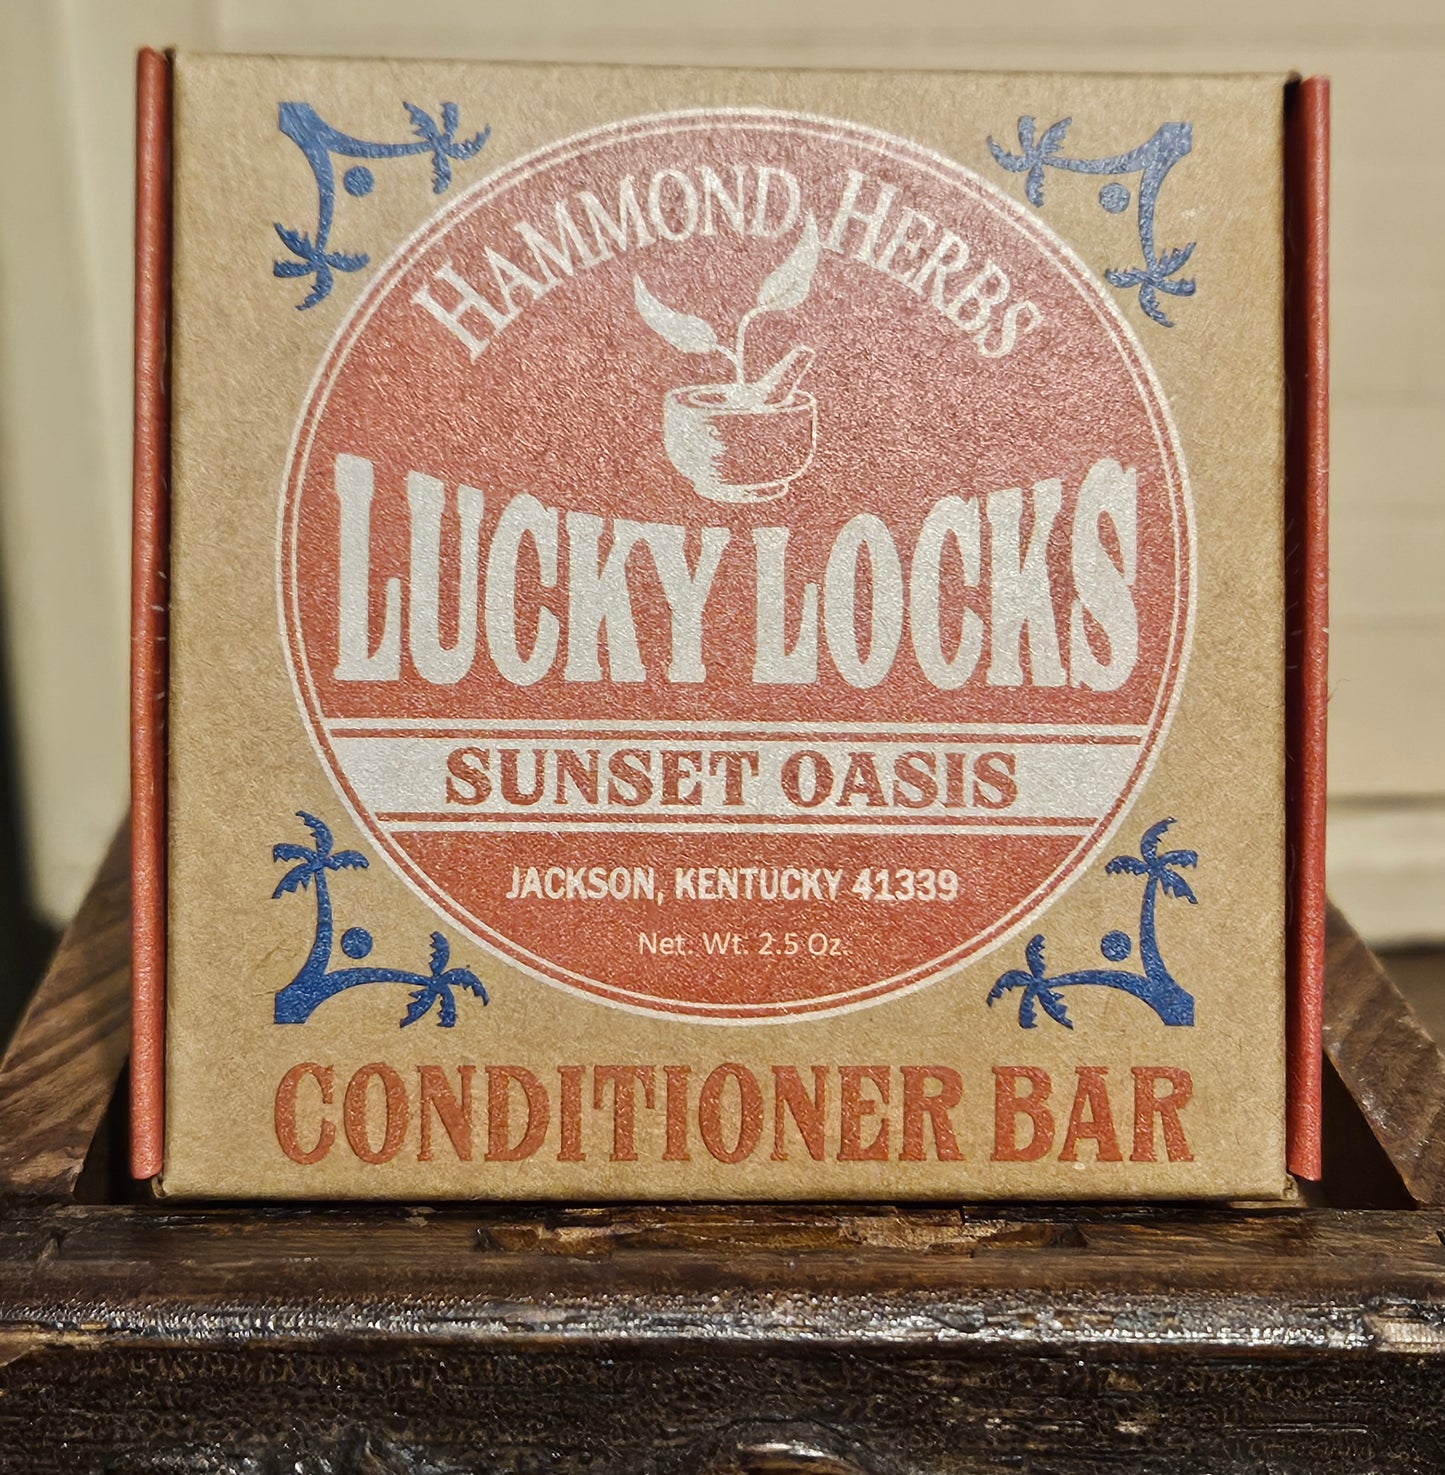 HAMMOND HERBS
LUCKY LOCKS
SUNSET OASIS
JACKSON, KENTUCKY 41339
Net. Wt. 2.5 Oz.
CONDITIONER BAR